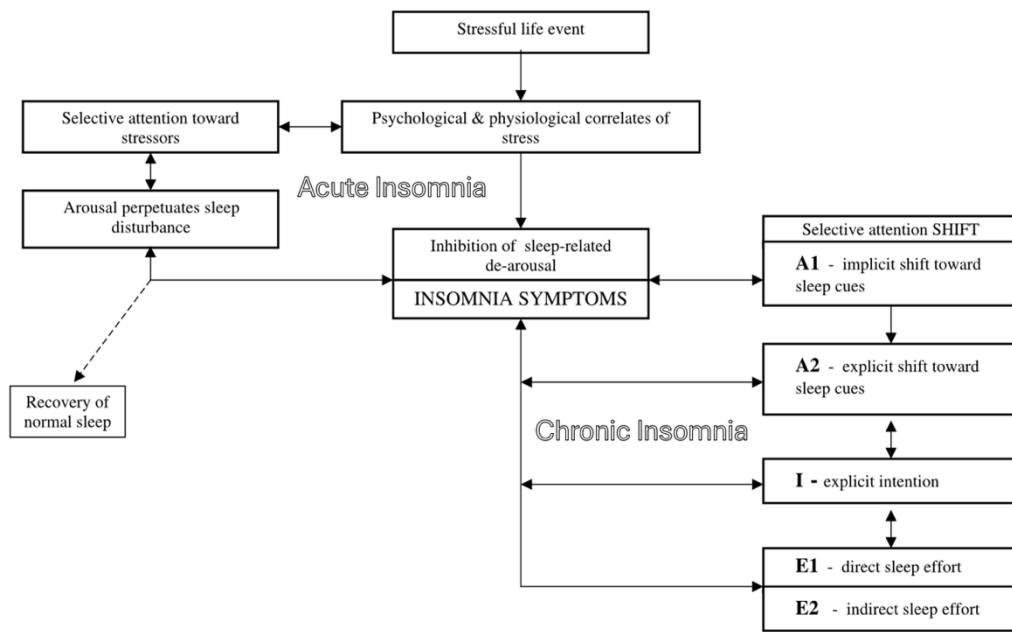 Stressful life event
Selective attention toward
stressors
Psychological & physiological correlates of
stress
Acute Insomnia
Arousal perpetuates sleep
disturbance
Inhibition of sleep-related
de-arousal
INSOMNIA SYMPTOMS
Selective attention SHIFT
A1 - implicit shift toward
sleep cues
A2 - explicit shift toward
sleep cues
Recovery of
normal sleep
Chronic Insomnia
I - explicit intention
E1 - direct sleep effort
E2 - indirect sleep effort